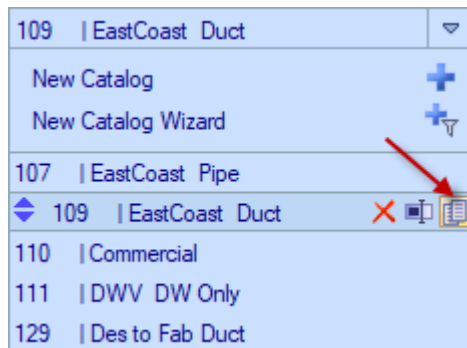 109 | EastCoast Duct
New Catalog
New Catalog Wizard
107 | EastCoast Pipe
109 | EastCoast Duct
110 | Commercial
111 | DWV DW Only
129 | Des to Fab Duct